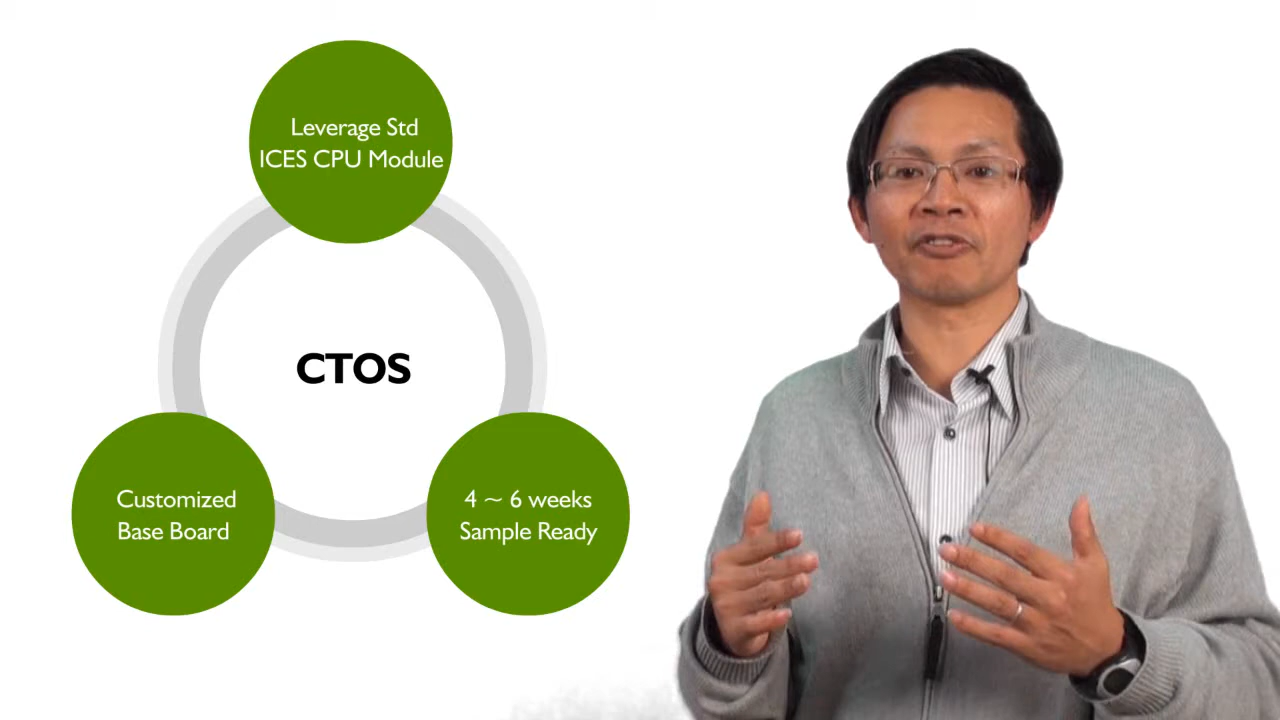 Leverage Std
ICES CPU Module
CTOS
Customized
Base Board
4 ~ 6 weeks
Sample Ready